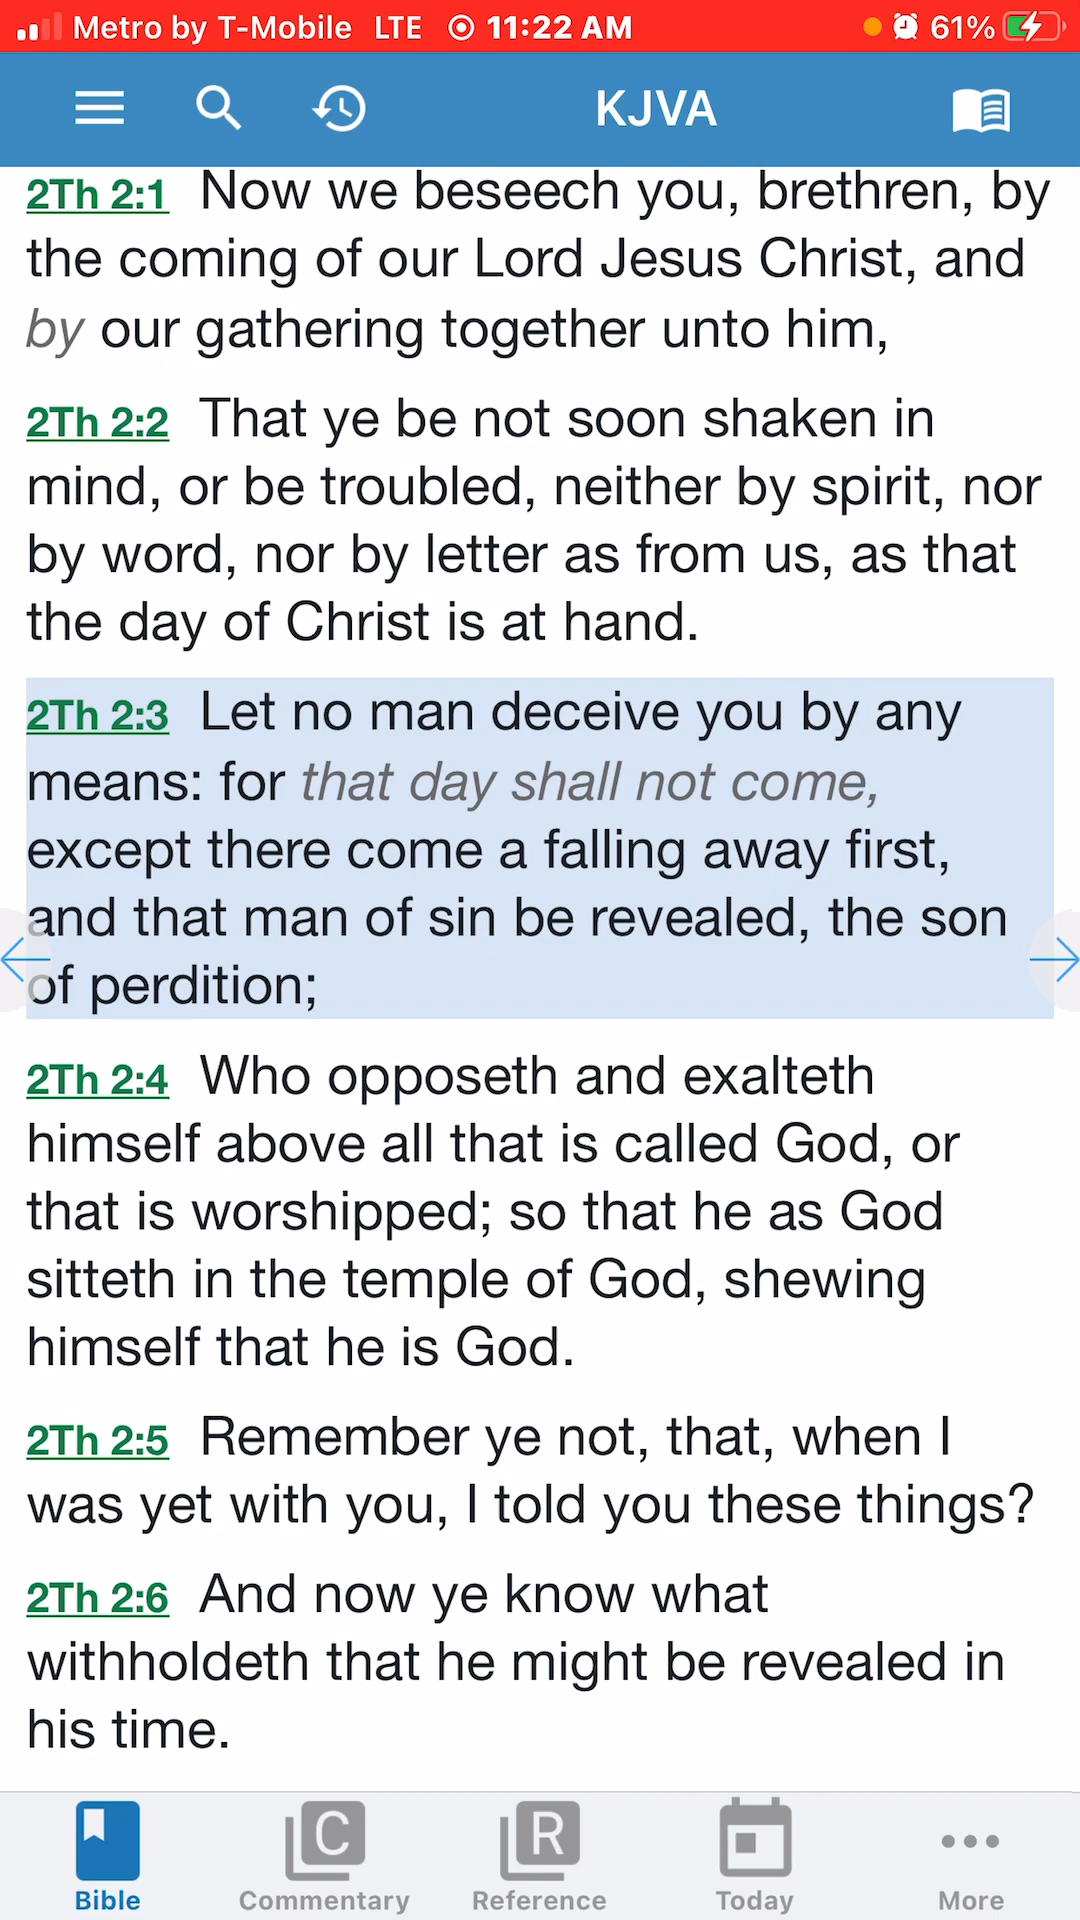 Metro by T-Mobile LTE 11:22 AM 61%
KJVA
2Th 2:1 Now we beseech you, brethren, by
the coming of our Lord Jesus Christ, and
by our gathering together unto him,
2Th 2:2 That ye be not soon shaken in
mind, or be troubled, neither by spirit, nor
by word, nor by letter as from us, as that
the day of Christ is at hand.
2Th 2:3 Let no man deceive you by any
means: for that day shall not come,
except there come a falling away first,
and that man of sin be revealed, the son
of perdition;
2Th 2:4 Who opposeth and exalteth
himself above all that is called God, or
that is worshipped; so that he as God
sitteth in the temple of God, shewing
himself that he is God.
2Th 2:5 Remember ye not, that, when I
was yet with you, I told you these things?
2Th 2:6 And now ye know what
withholdeth that he might be revealed in
his time.
C R
Bible Commentary Reference Today More